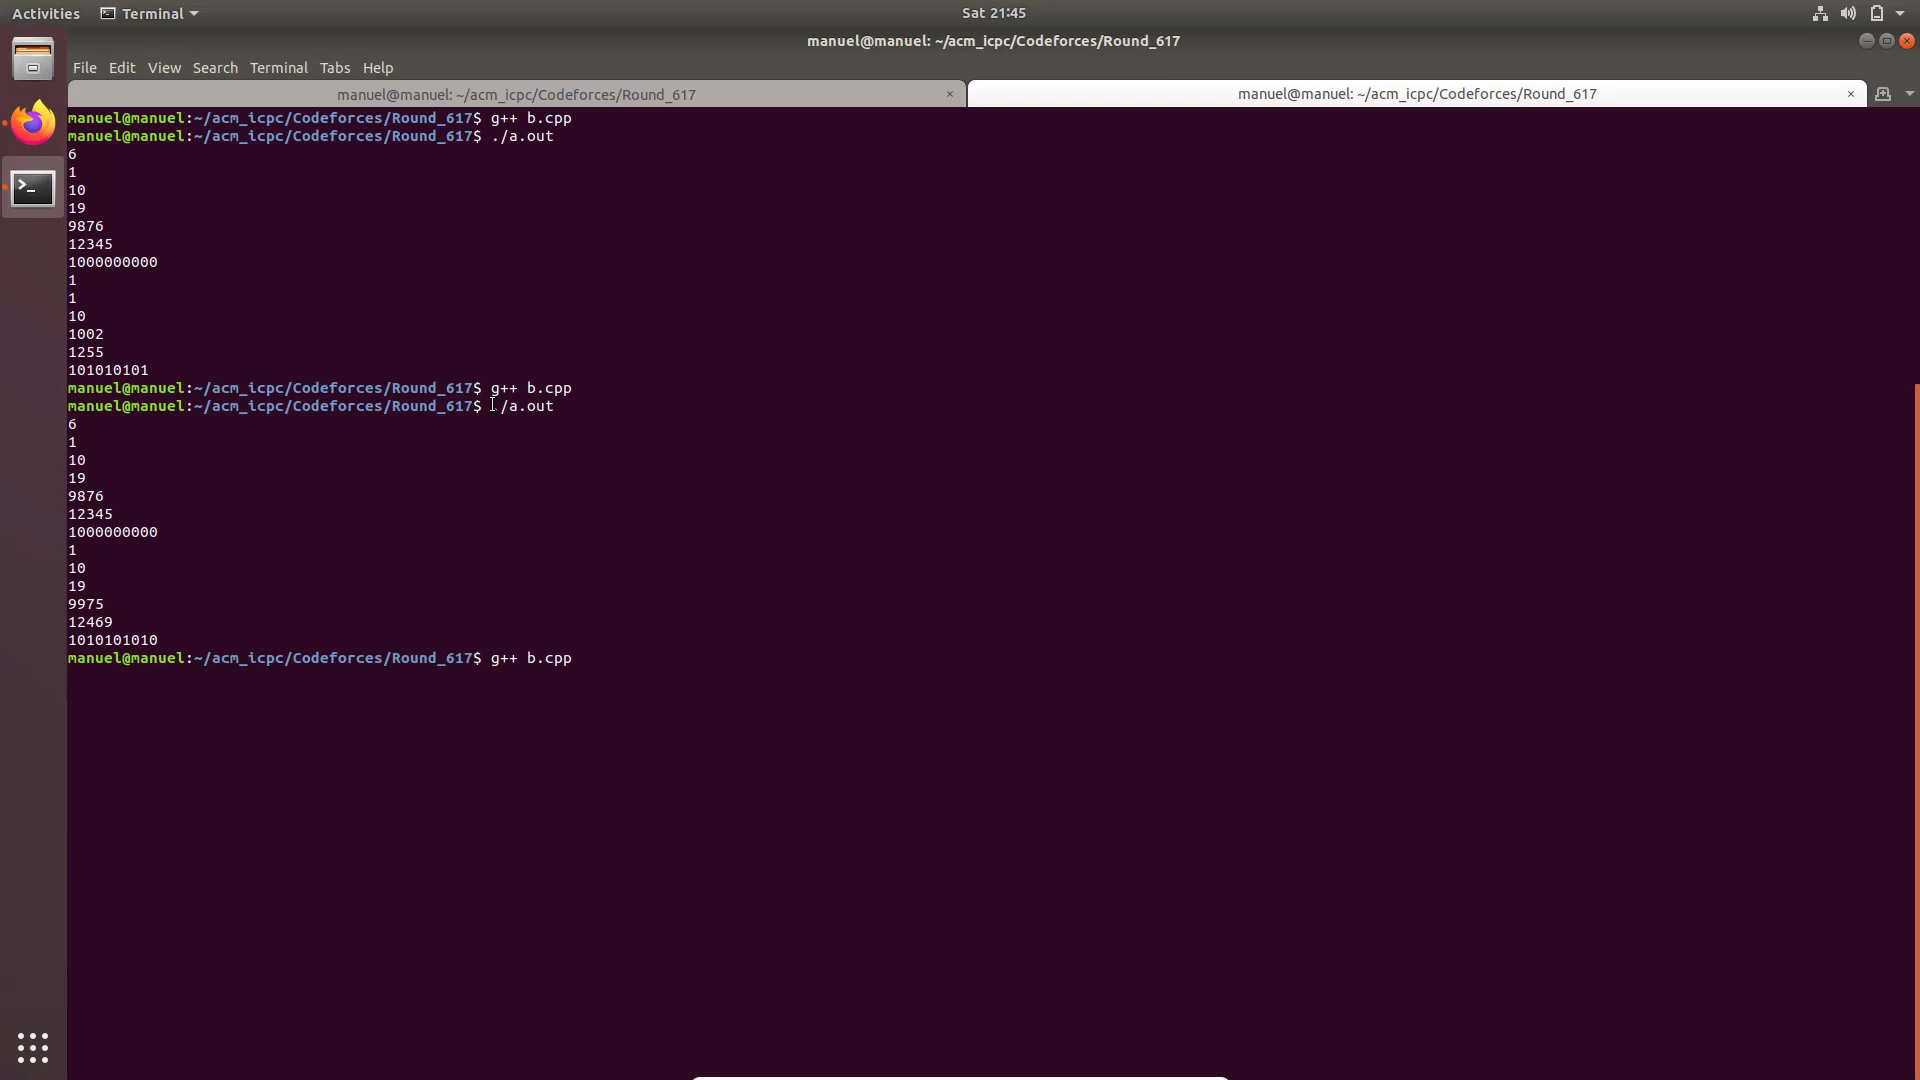 Activities Terminal Sat 21:45
manuel@manuel: ~/acm_icpc/Codeforces/Round_617
File Edit View Search Terminal Tabs Help
manuel@manuel: ~/acm_icpc/Codeforces/Round_617 × manuel@manuel: ~/acm_icpc/Codeforces/Round_617 ×
manuel@manuel:~/acm_icpc/Codeforces/Round_617$ g++ b.cpp
manuel@manuel:~/acm_icpc/Codeforces/Round_617$ ./a.out
6
1
10
19
9876
12345
1000000000
1
1
10
1002
1255
101010101
manuel@manuel:~/acm_icpc/Codeforces/Round_617$ g++ b.cpp
manuel@manuel:~/acm_icpc/Codeforces/Round_617$ ./a.out
6
1
10
19
9876
12345
1000000000
1
10
19
9975
12469
1010101010
manuel@manuel:~/acm_icpc/Codeforces/Round_617$ g++ b.cpp